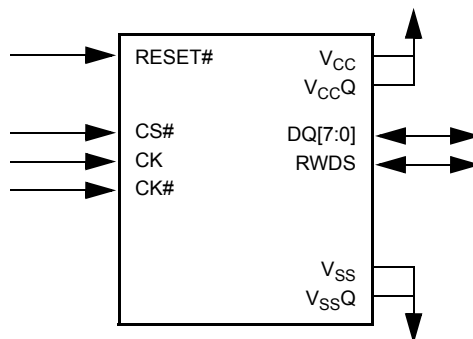 RESET#
CS#
CK
CK#
VCC
VCCQ
DQ[7:0]
RWDS
VSS
VSSQ